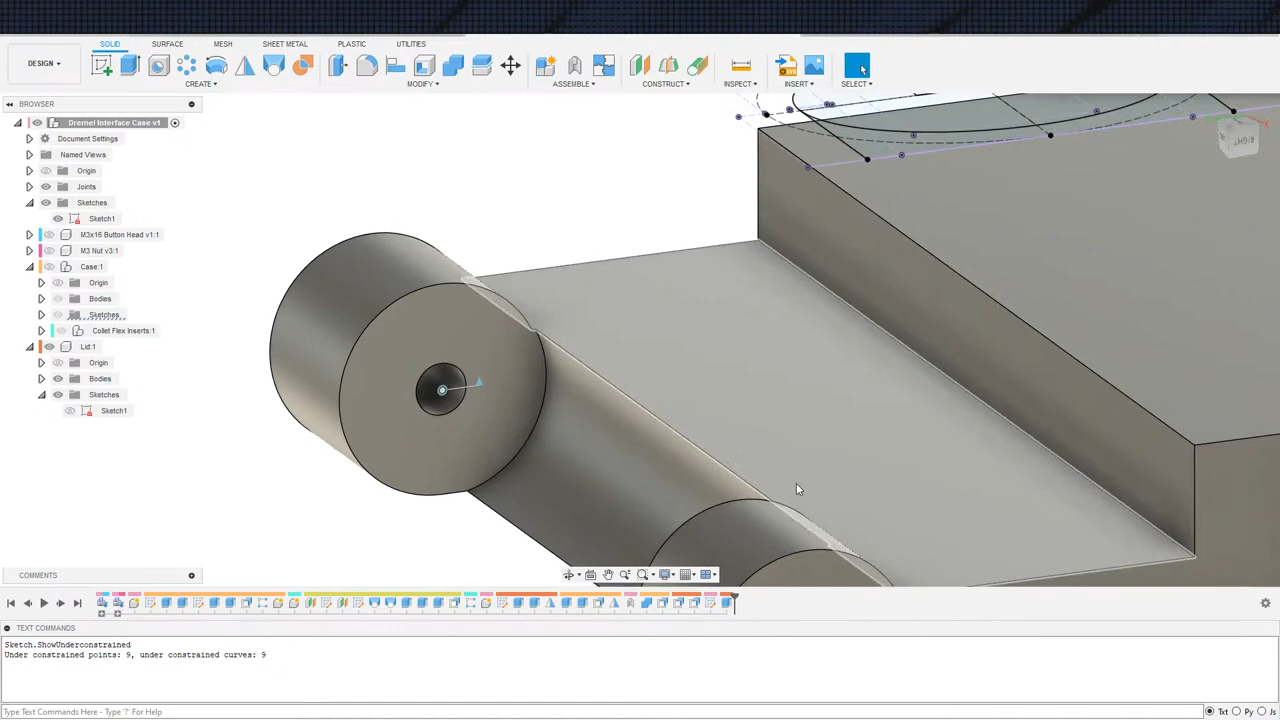 SOLID SURFACE MESH SHEET METAL PLASTIC UTILITIES
DESIGN
CREATE MODIFY ASSEMBLE CONSTRUCT INSPECT INSERT SELECT
BROWSER
Dremel Interface Case v1
Document Settings
Named Views
Origin
Joints
Sketches
Sketch1
M3x16 Button Head v1:1
M3 Nut v3:1
Case:1
Origin
Bodies
Sketches
Collet Flex Inserts:1
Lid:1
Origin
Bodies
Sketches
Sketch1
RIGHT
COMMENTS
TEXT COMMANDS
Sketch.ShowUnderconstrained
Under constrained points: 9, under constrained curves: 9
Type Text Commands Here - Type '?' For Help
Txt Py Js